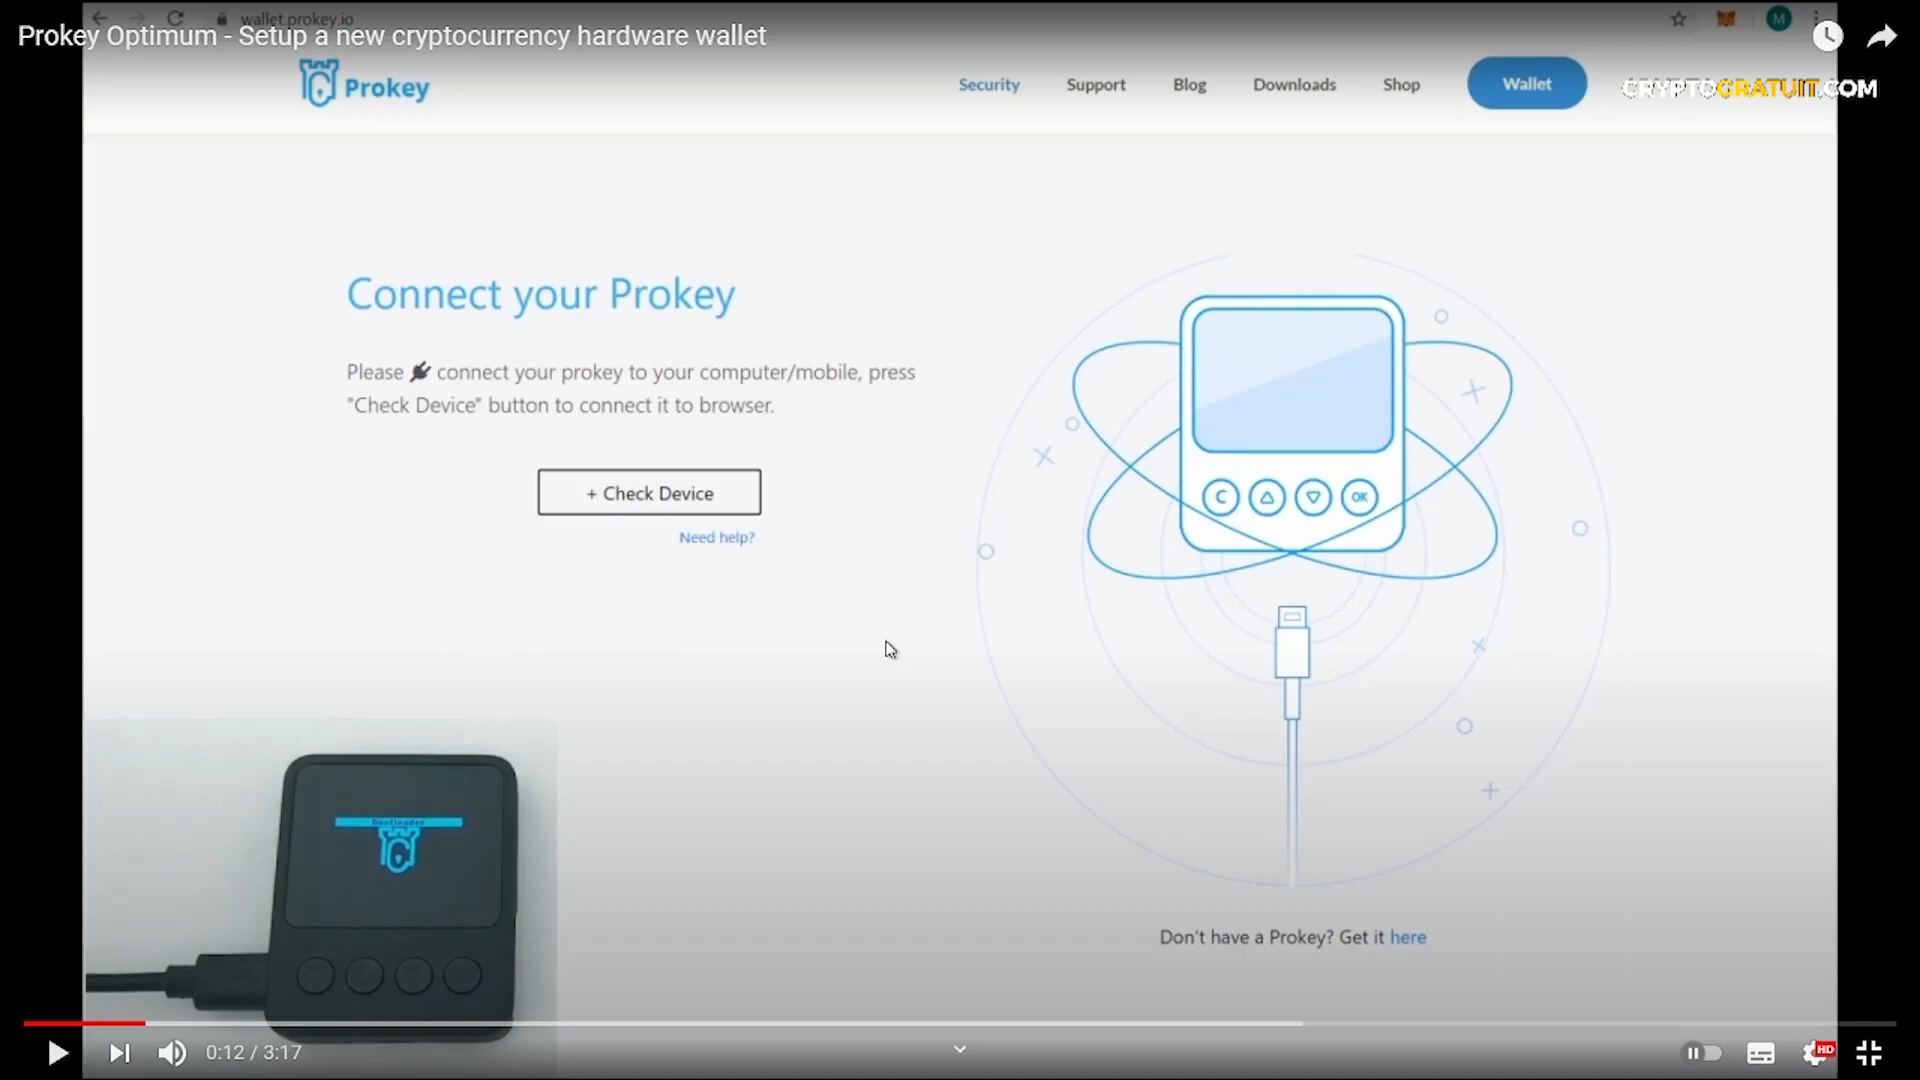 wallet.prokey.io
M
Prokey Optimum - Setup a new cryptocurrency hardware wallet
Prokey
Security
Support
Blog
Downloads
Shop
Wallet
CRYPTOGRATUIT.COM
Connect your Prokey
Please connect your prokey to your computer/mobile, press
"Check Device" button to connect it to browser.
+ Check Device
Need help?
C
OK
Bootloader
Don't have a Prokey? Get it here
0:12 / 3:17
HD